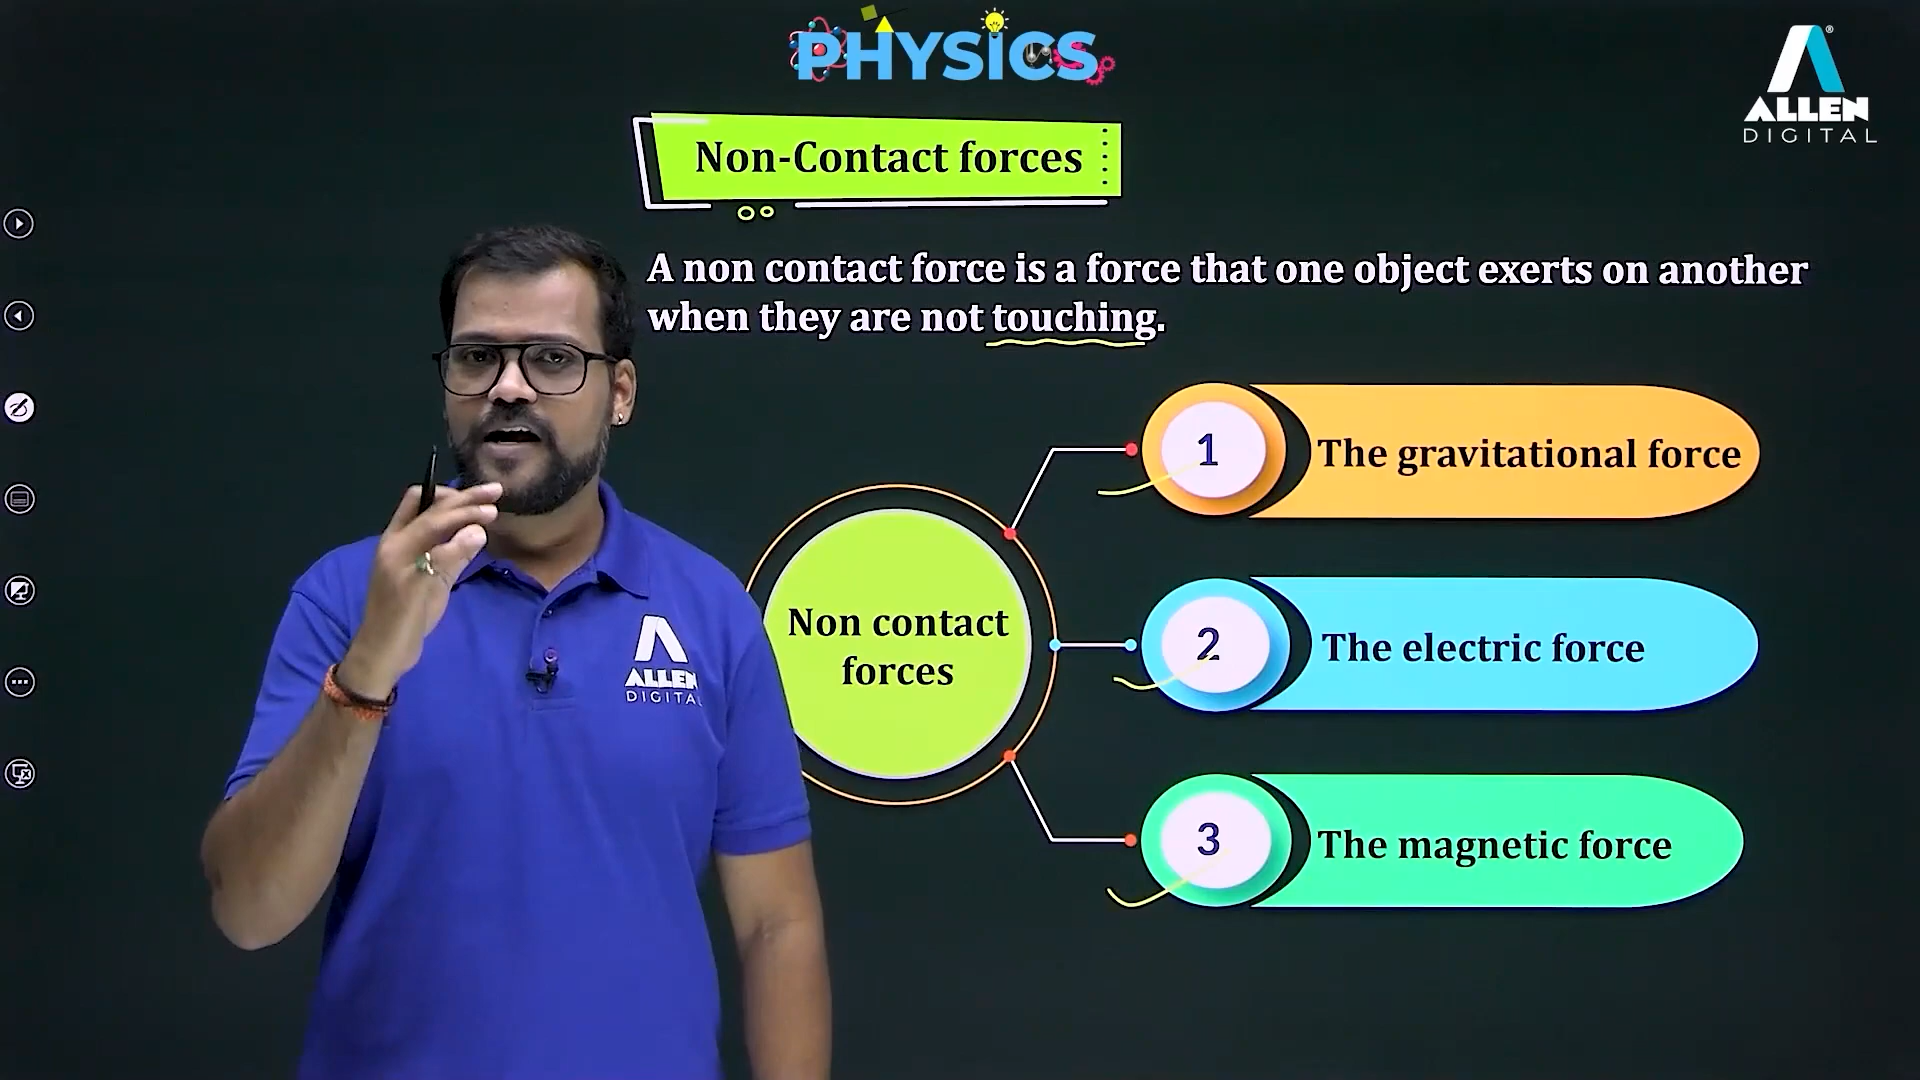 PHYSICS
ALLEN
DIGITAL
Non-Contact forces
A non contact force is a force that one object exerts on another
when they are not touching.
1
The gravitational force
Non contact
forces
2
The electric force
3
The magnetic force
ALLEN
DIGITAL